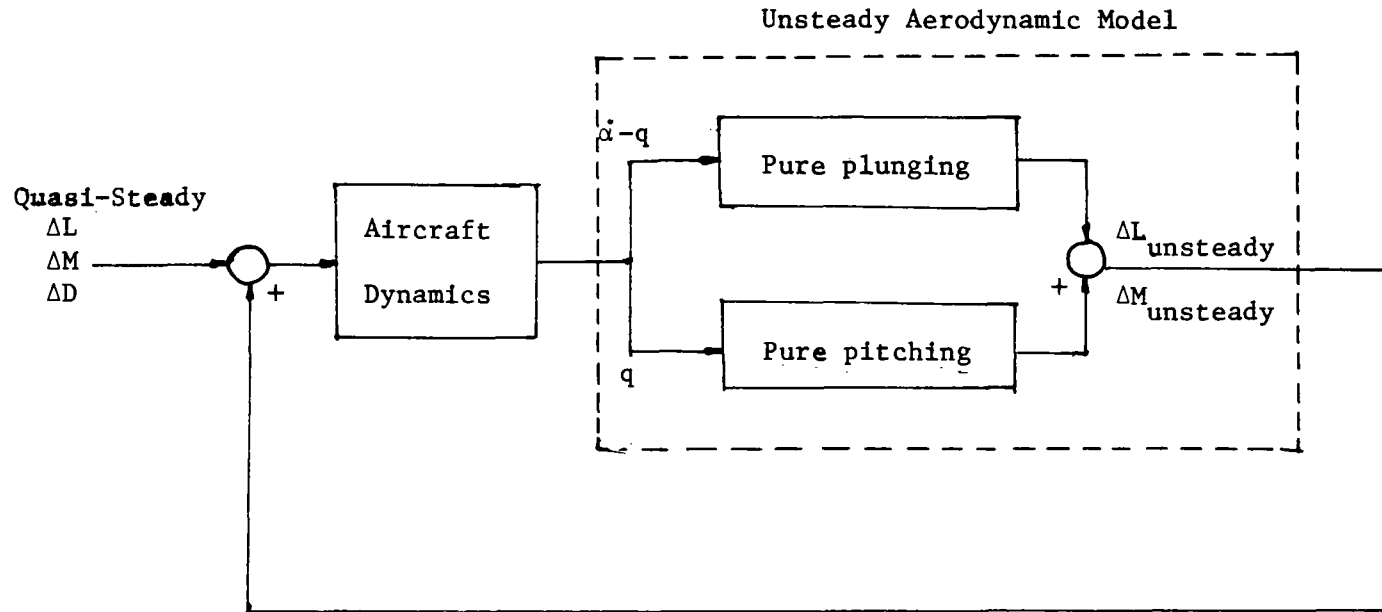 Unsteady Aerodynamic Model
α̇-q
Pure plunging
Quasi-Steady
ΔL
ΔM
ΔD
+
Aircraft
Dynamics
+
ΔL unsteady
ΔM unsteady
Pure pitching
q